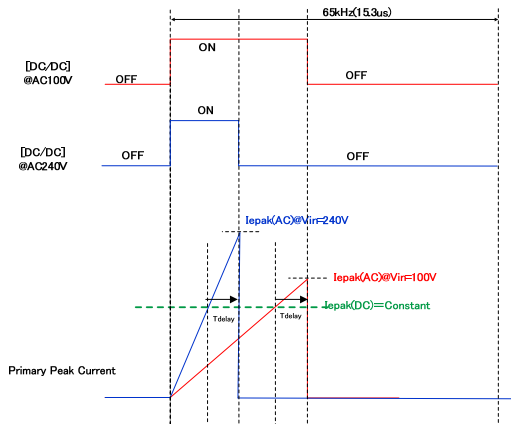 65kHz(15.3us)
[DC/DC]
@AC100V
OFF
ON
OFF
[DC/DC]
@AC240V
OFF
ON
OFF
Iepak(AC)@Vin=240V
Iepak(AC)@Vin=100V
Iepak(DC)=Constant
Tdelay
Tdelay
Primary Peak Current